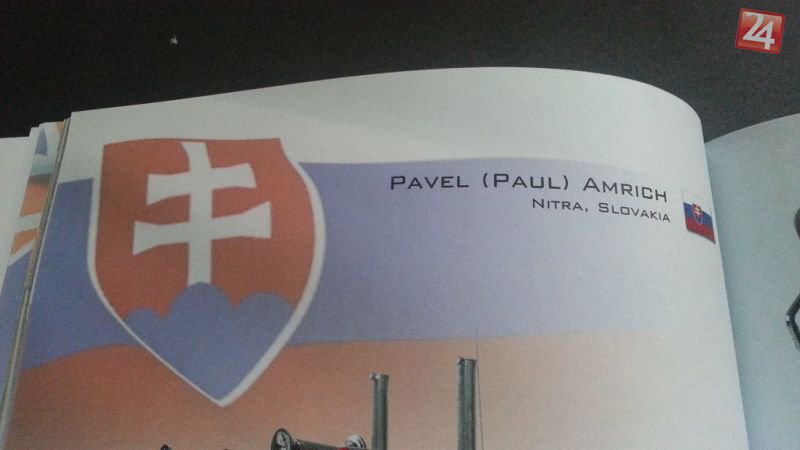 24
PAVEL (PAUL) AMRICH
NITRA, SLOVAKIA